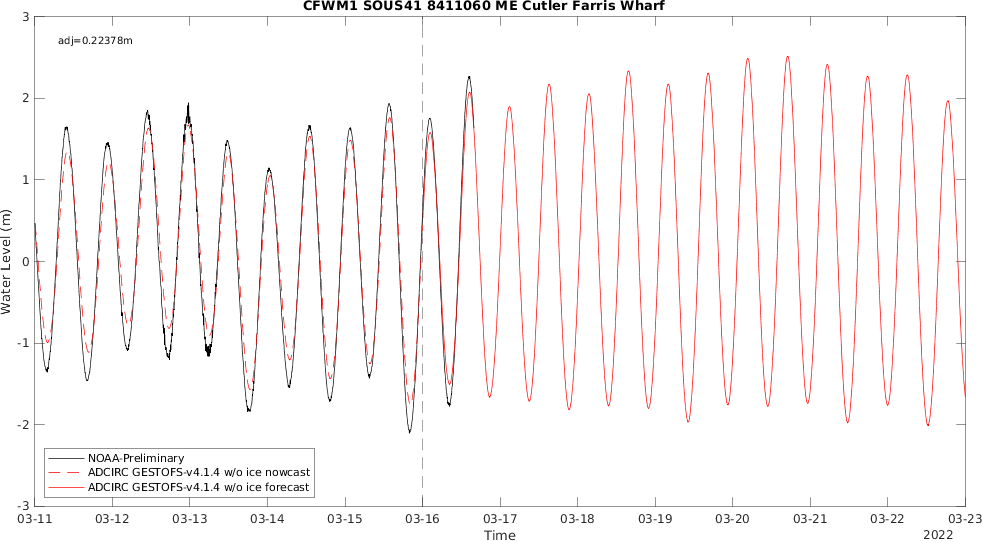 CFWM1 SOUS41 8411060 ME Cutler Farris Wharf
adj=0.22378m
3
2
1
0
-1
-2
-3
Water Level (m)
NOAA-Preliminary
ADCIRC GESTOFS-v4.1.4 w/o ice nowcast
ADCIRC GESTOFS-v4.1.4 w/o ice forecast
03-11 03-12 03-13 03-14 03-15 03-16 03-17 03-18 03-19 03-20 03-21 03-22 03-23
Time
2022